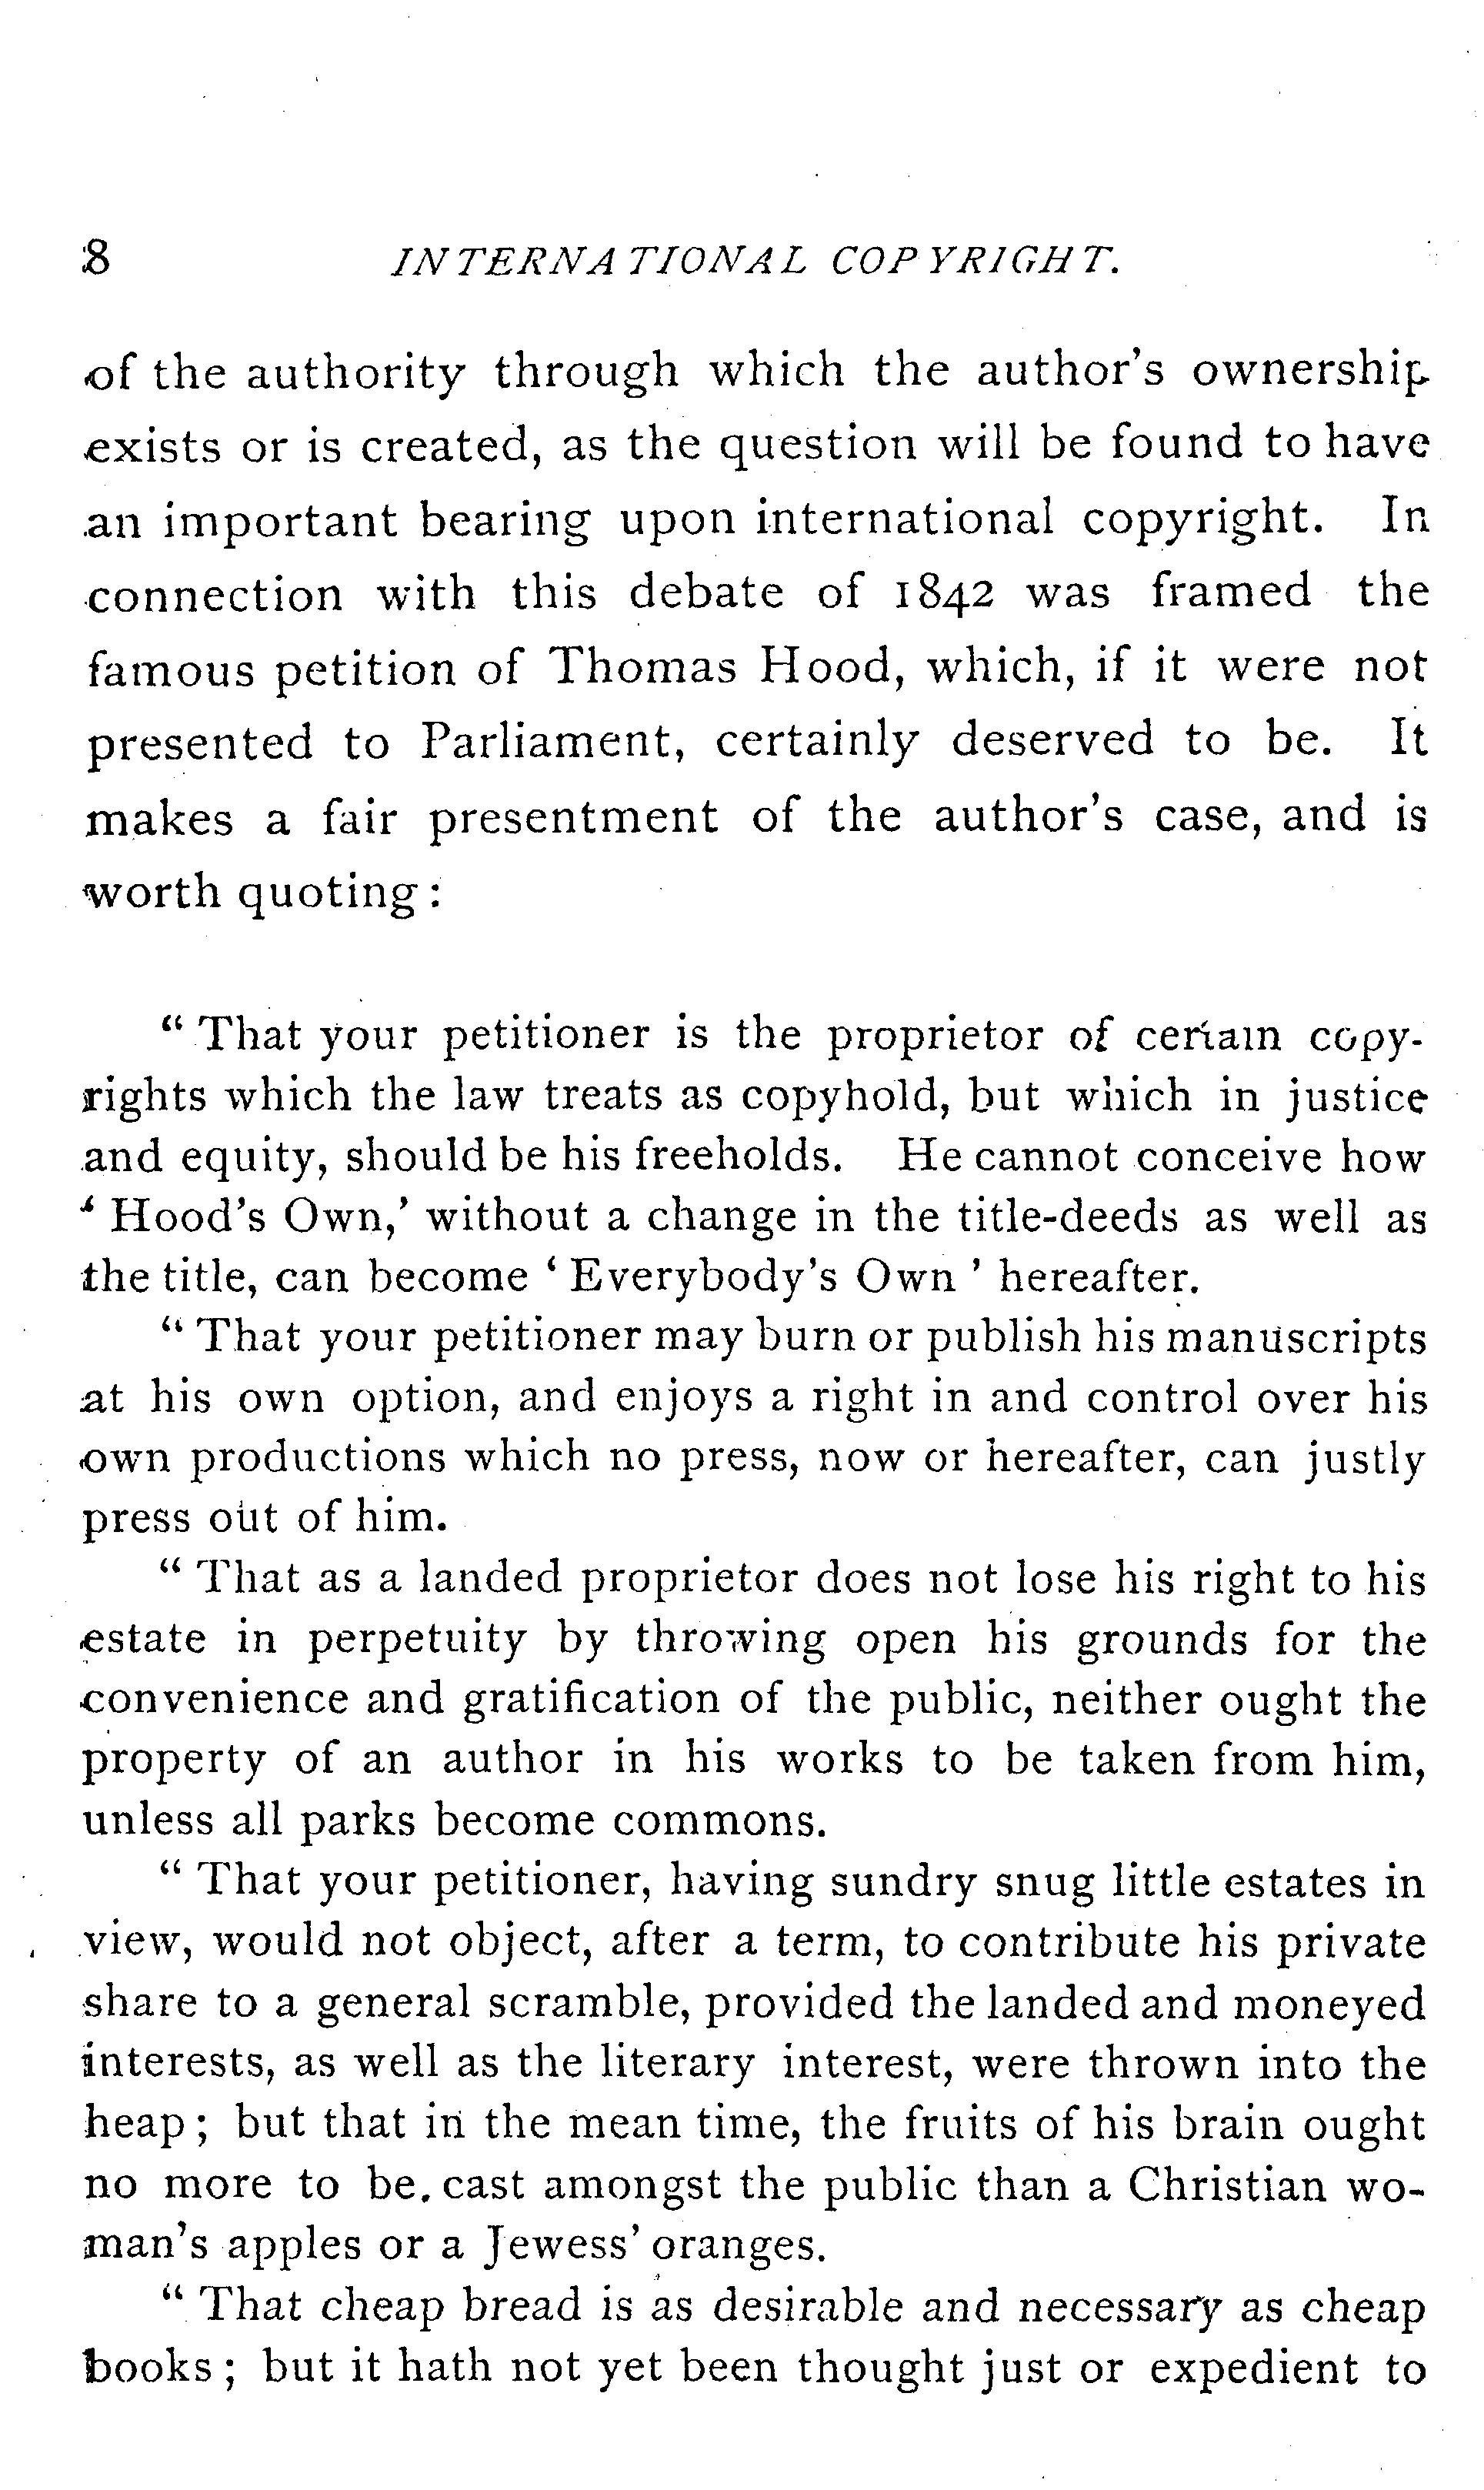 8 INTERNATIONAL COPYRIGHT.
of the authority through which the author's ownership
exists or is created, as the question will be found to have
an important bearing upon international copyright. In
connection with this debate of 1842 was framed the
famous petition of Thomas Hood, which, if it were not
presented to Parliament, certainly deserved to be. It
makes a fair presentment of the author's case, and is
worth quoting :
“ That your petitioner is the proprietor of certain copy-
rights which the law treats as copyhold, but which in justice
and equity, should be his freeholds. He cannot conceive how
‘ Hood's Own,’ without a change in the title-deeds as well as
the title, can become ‘ Everybody's Own ’ hereafter.
“ That your petitioner may burn or publish his manuscripts
at his own option, and enjoys a right in and control over his
own productions which no press, now or hereafter, can justly
press out of him.
“ That as a landed proprietor does not lose his right to his
estate in perpetuity by throwing open his grounds for the
convenience and gratification of the public, neither ought the
property of an author in his works to be taken from him,
unless all parks become commons.
“ That your petitioner, having sundry snug little estates in
view, would not object, after a term, to contribute his private
share to a general scramble, provided the landed and moneyed
interests, as well as the literary interest, were thrown into the
heap ; but that in the mean time, the fruits of his brain ought
no more to be cast amongst the public than a Christian wo-
man's apples or a Jewess' oranges.
“ That cheap bread is as desirable and necessary as cheap
books ; but it hath not yet been thought just or expedient to